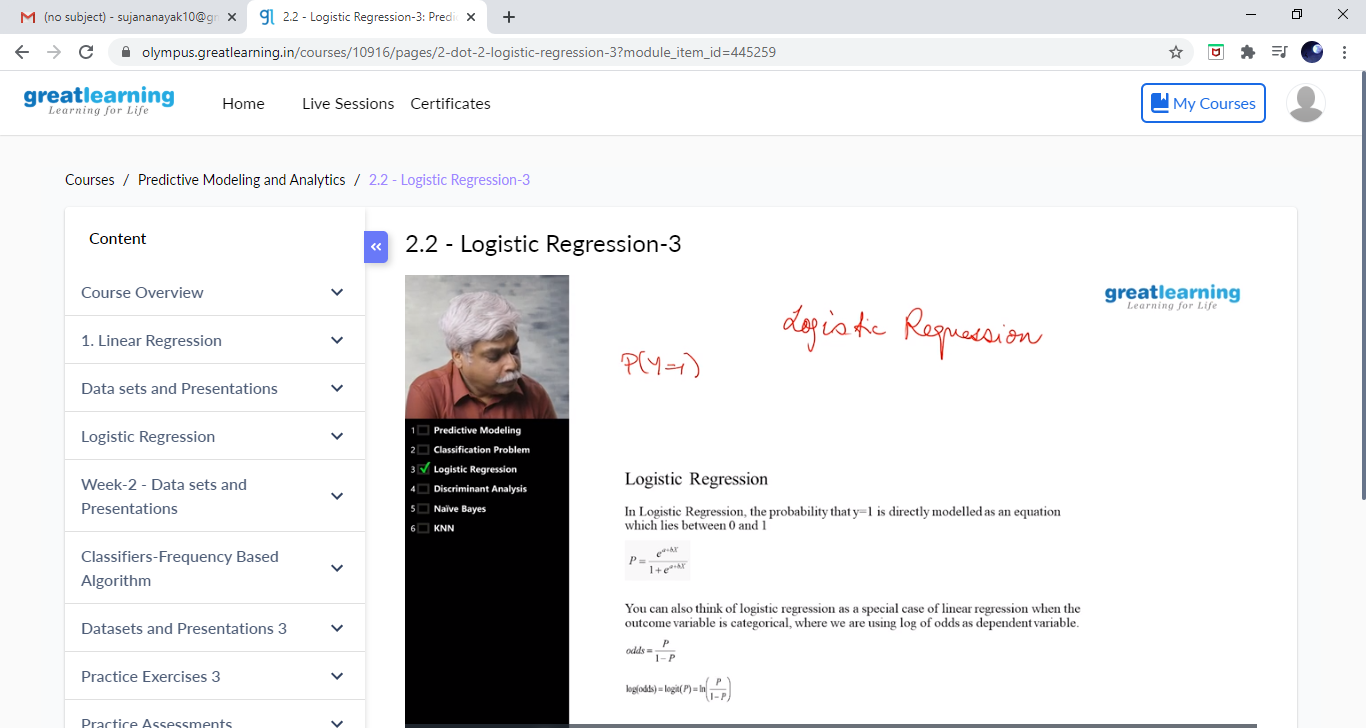 (no subject) - sujananayak10@gm
2.2 - Logistic Regression-3: Predi
olympus.greatlearning.in/courses/10916/pages/2-dot-2-logistic-regression-3?module_item_id=445259
greatlearning
Learning for Life
Home
Live Sessions
Certificates
My Courses
Courses / Predictive Modeling and Analytics / 2.2 - Logistic Regression-3
Content
Course Overview
1. Linear Regression
Data sets and Presentations
Logistic Regression
Week-2 - Data sets and
Presentations
Classifiers-Frequency Based
Algorithm
Datasets and Presentations 3
Practice Exercises 3
Practice Assessments
2.2 - Logistic Regression-3
1 Predictive Modeling
2 Classification Problem
3 Logistic Regression
4 Discriminant Analysis
5 Naïve Bayes
6 KNN
greatlearning
Learning for Life
Logistic Regression
P(Y=1)
Logistic Regression
In Logistic Regression, the probability that y=1 is directly modelled as an equation
which lies between 0 and 1
P = e^(a+bX) / (1 + e^(a+bX))
You can also think of logistic regression as a special case of linear regression when the
outcome variable is categorical, where we are using log of odds as dependent variable.
odds = P / (1-P)
log(odds) = logit(P) = ln(P / (1-P))